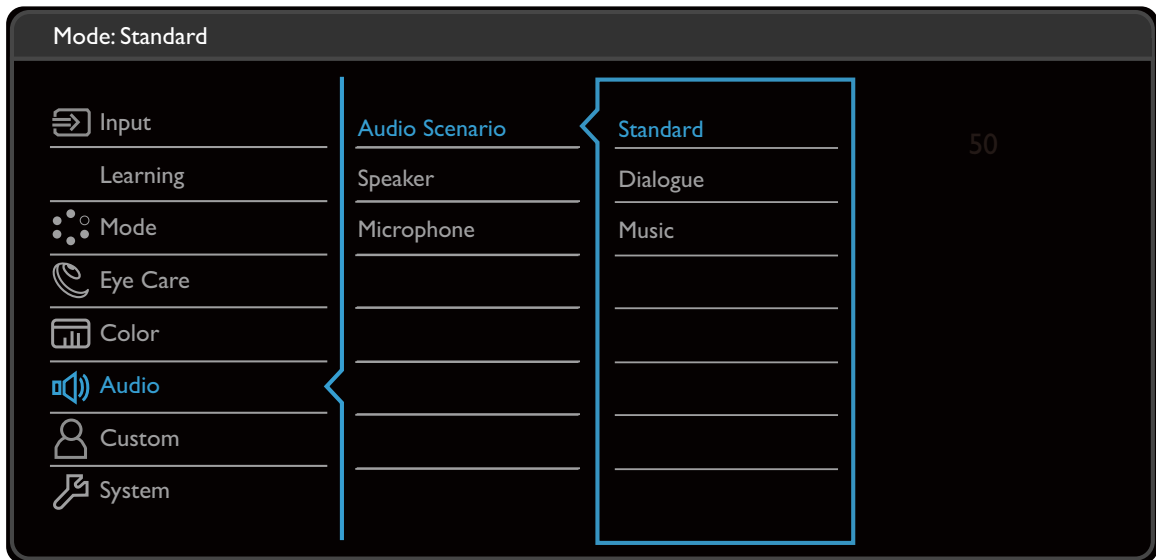 Mode: Standard
Input
Learning
Mode
Eye Care
Color
Audio
Custom
System
Audio Scenario
Speaker
Microphone
Standard
Dialogue
Music
50